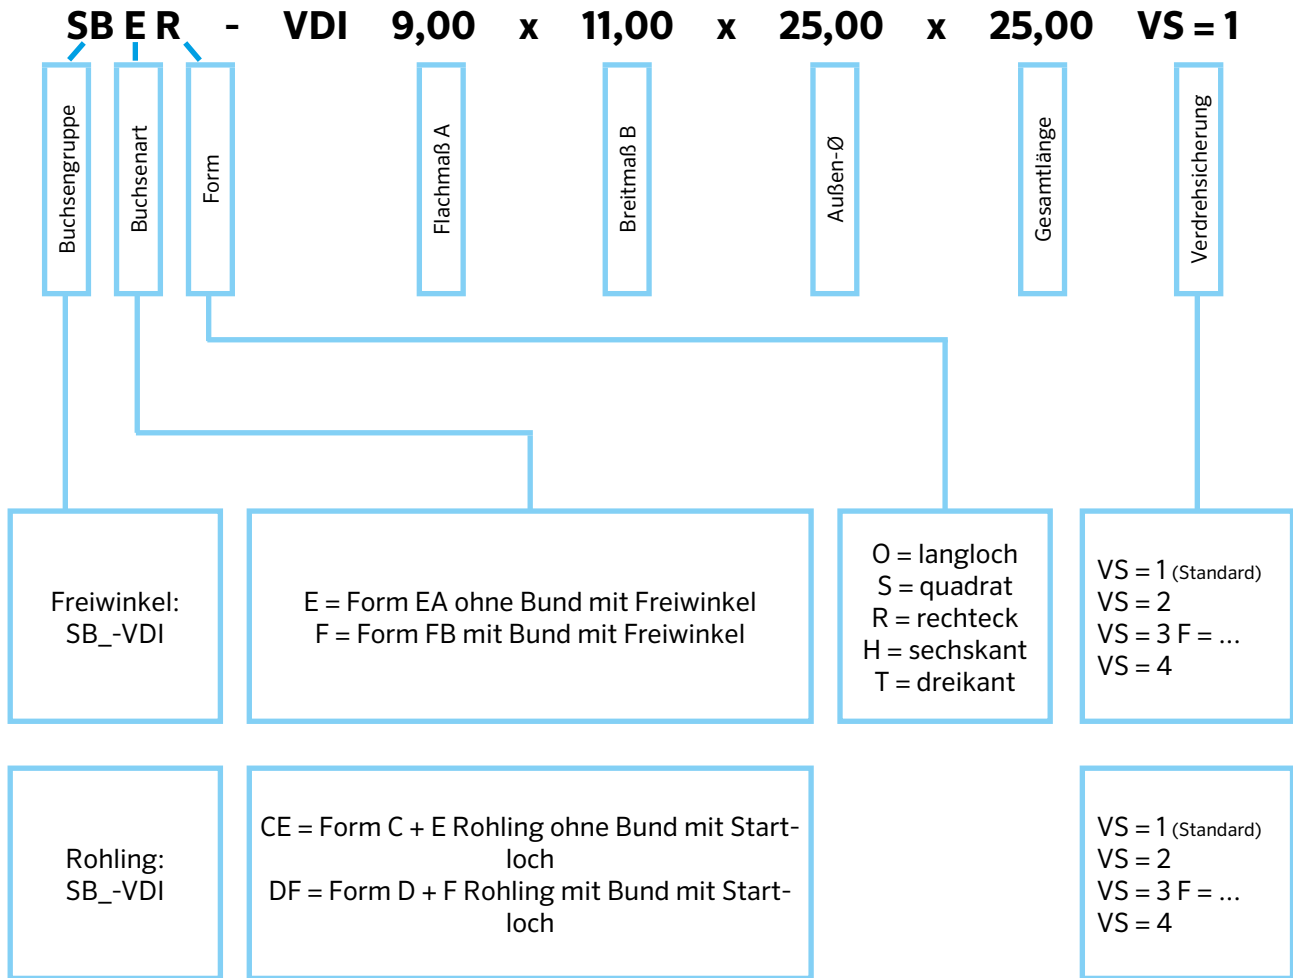 SB E R - VDI 9,00 x 11,00 x 25,00 x 25,00 VS = 1
Buchsengruppe
Buchsenart
Form
Flachmaß A
Breitmaß B
Außen-Ø
Gesamtlänge
Verdrehsicherung
Freiwinkel:
SB_-VDI
E = Form EA ohne Bund mit Freiwinkel
F = Form FB mit Bund mit Freiwinkel
O = langloch
S = quadrat
R = rechteck
H = sechskant
T = dreikant
VS = 1 (Standard)
VS = 2
VS = 3 F = ...
VS = 4
Rohling:
SB_-VDI
CE = Form C + E Rohling ohne Bund mit Start-
loch
DF = Form D + F Rohling mit Bund mit Start-
loch
VS = 1 (Standard)
VS = 2
VS = 3 F = ...
VS = 4